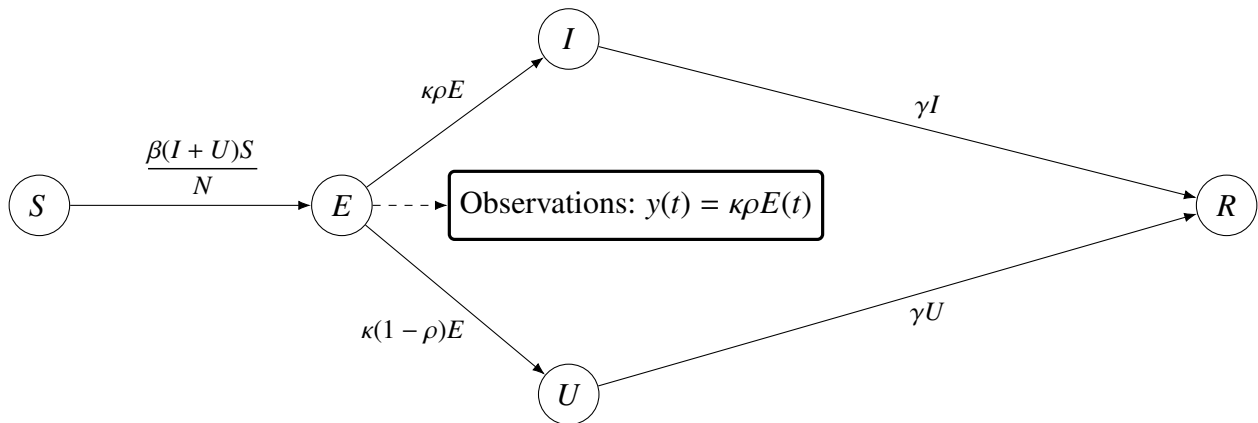 I
κρE
γI
β(I + U)S
N
S
E
Observations: y(t) = κρE(t)
R
κ(1 − ρ)E
γU
U